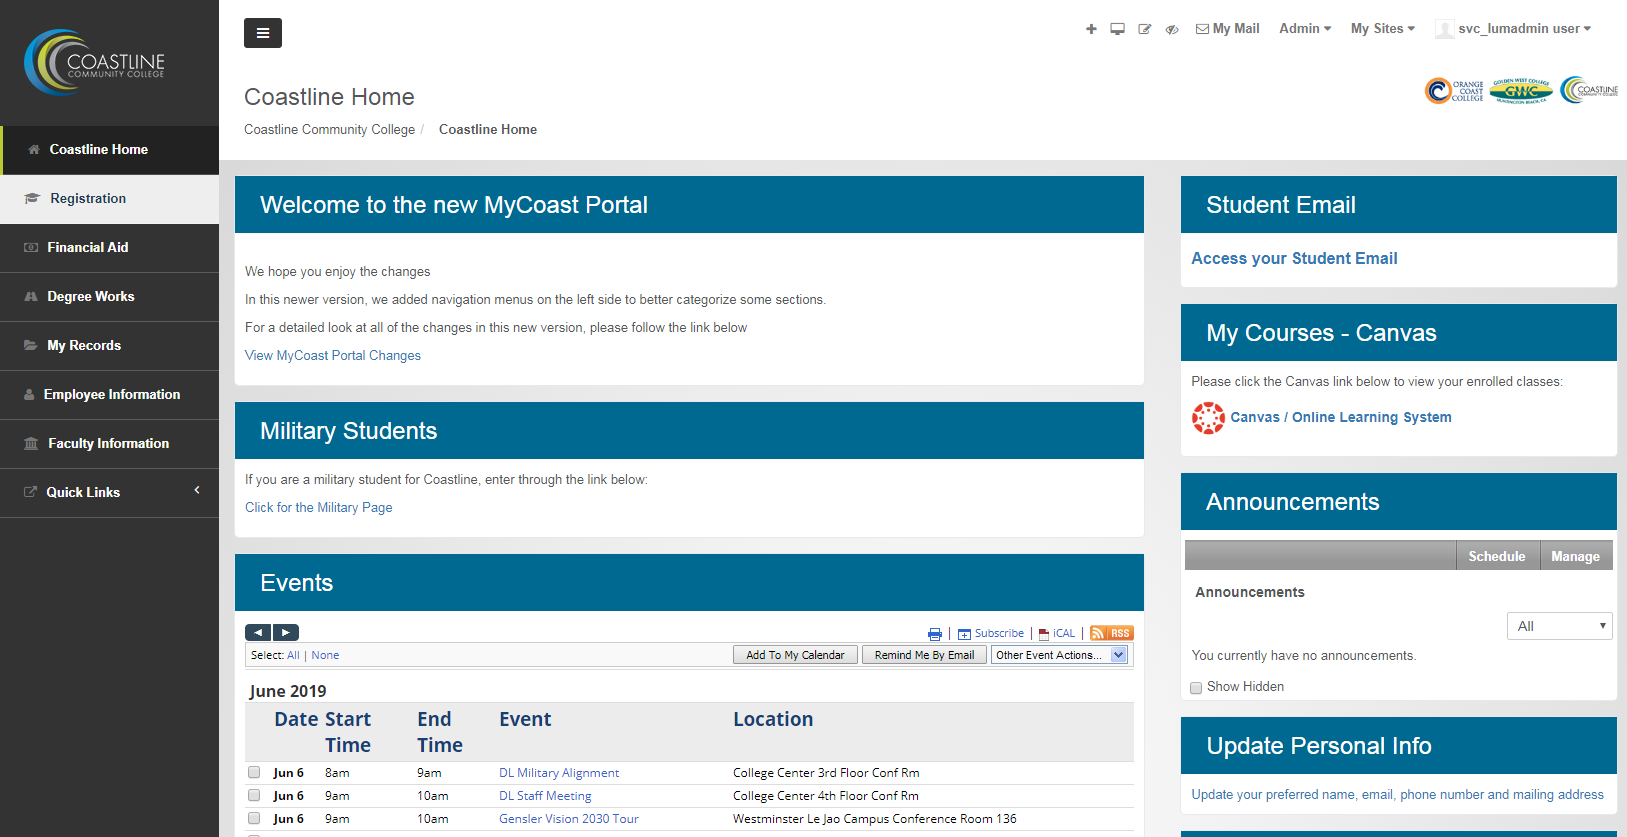 COASTLINE
COMMUNITY COLLEGE
Coastline Home
Registration
Financial Aid
Degree Works
My Records
Employee Information
Faculty Information
Quick Links
My Mail
Admin
My Sites
svc_lumadmin user
Coastline Home
Coastline Community College / Coastline Home
ORANGE
COAST
COLLEGE
GOLDEN WEST COLLEGE
GWC
HUNTINGTON BEACH, CA
COASTLINE
COMMUNITY COLLEGE
Welcome to the new MyCoast Portal
We hope you enjoy the changes
In this newer version, we added navigation menus on the left side to better categorize some sections.
For a detailed look at all of the changes in this new version, please follow the link below
View MyCoast Portal Changes
Military Students
If you are a military student for Coastline, enter through the link below:
Click for the Military Page
Events
| Subscribe | iCAL | RSS
Select: All | None
Add To My Calendar
Remind Me By Email
Other Event Actions...
June 2019
Date Start Time End Time Event Location
Jun 6 8am 9am DL Military Alignment College Center 3rd Floor Conf Rm
Jun 6 9am 10am DL Staff Meeting College Center 4th Floor Conf Rm
Jun 6 9am 10am Gensler Vision 2030 Tour Westminster Le Jao Campus Conference Room 136
Student Email
Access your Student Email
My Courses - Canvas
Please click the Canvas link below to view your enrolled classes:
Canvas / Online Learning System
Announcements
Schedule Manage
Announcements
All
You currently have no announcements.
Show Hidden
Update Personal Info
Update your preferred name, email, phone number and mailing address